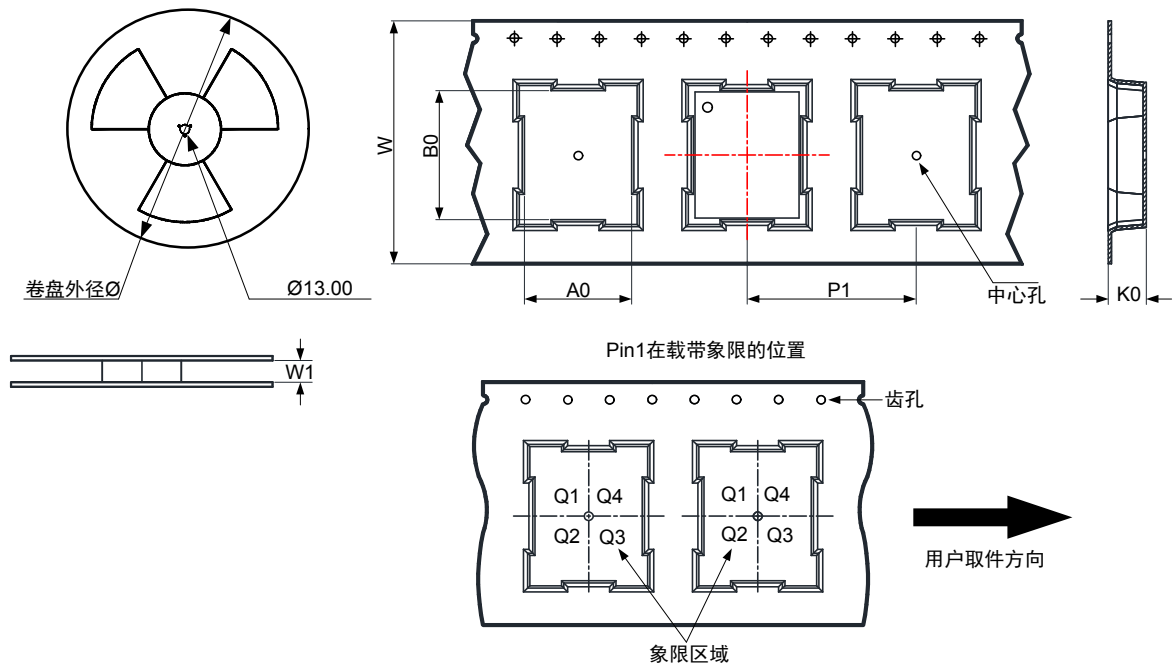 W
B0
A0
P1
中心孔
K0
卷盘外径Ø
Ø13.00
W1
Pin1在载带象限的位置
齿孔
Q1 Q4
Q2 Q3
Q1 Q4
Q2 Q3
用户取件方向
象限区域